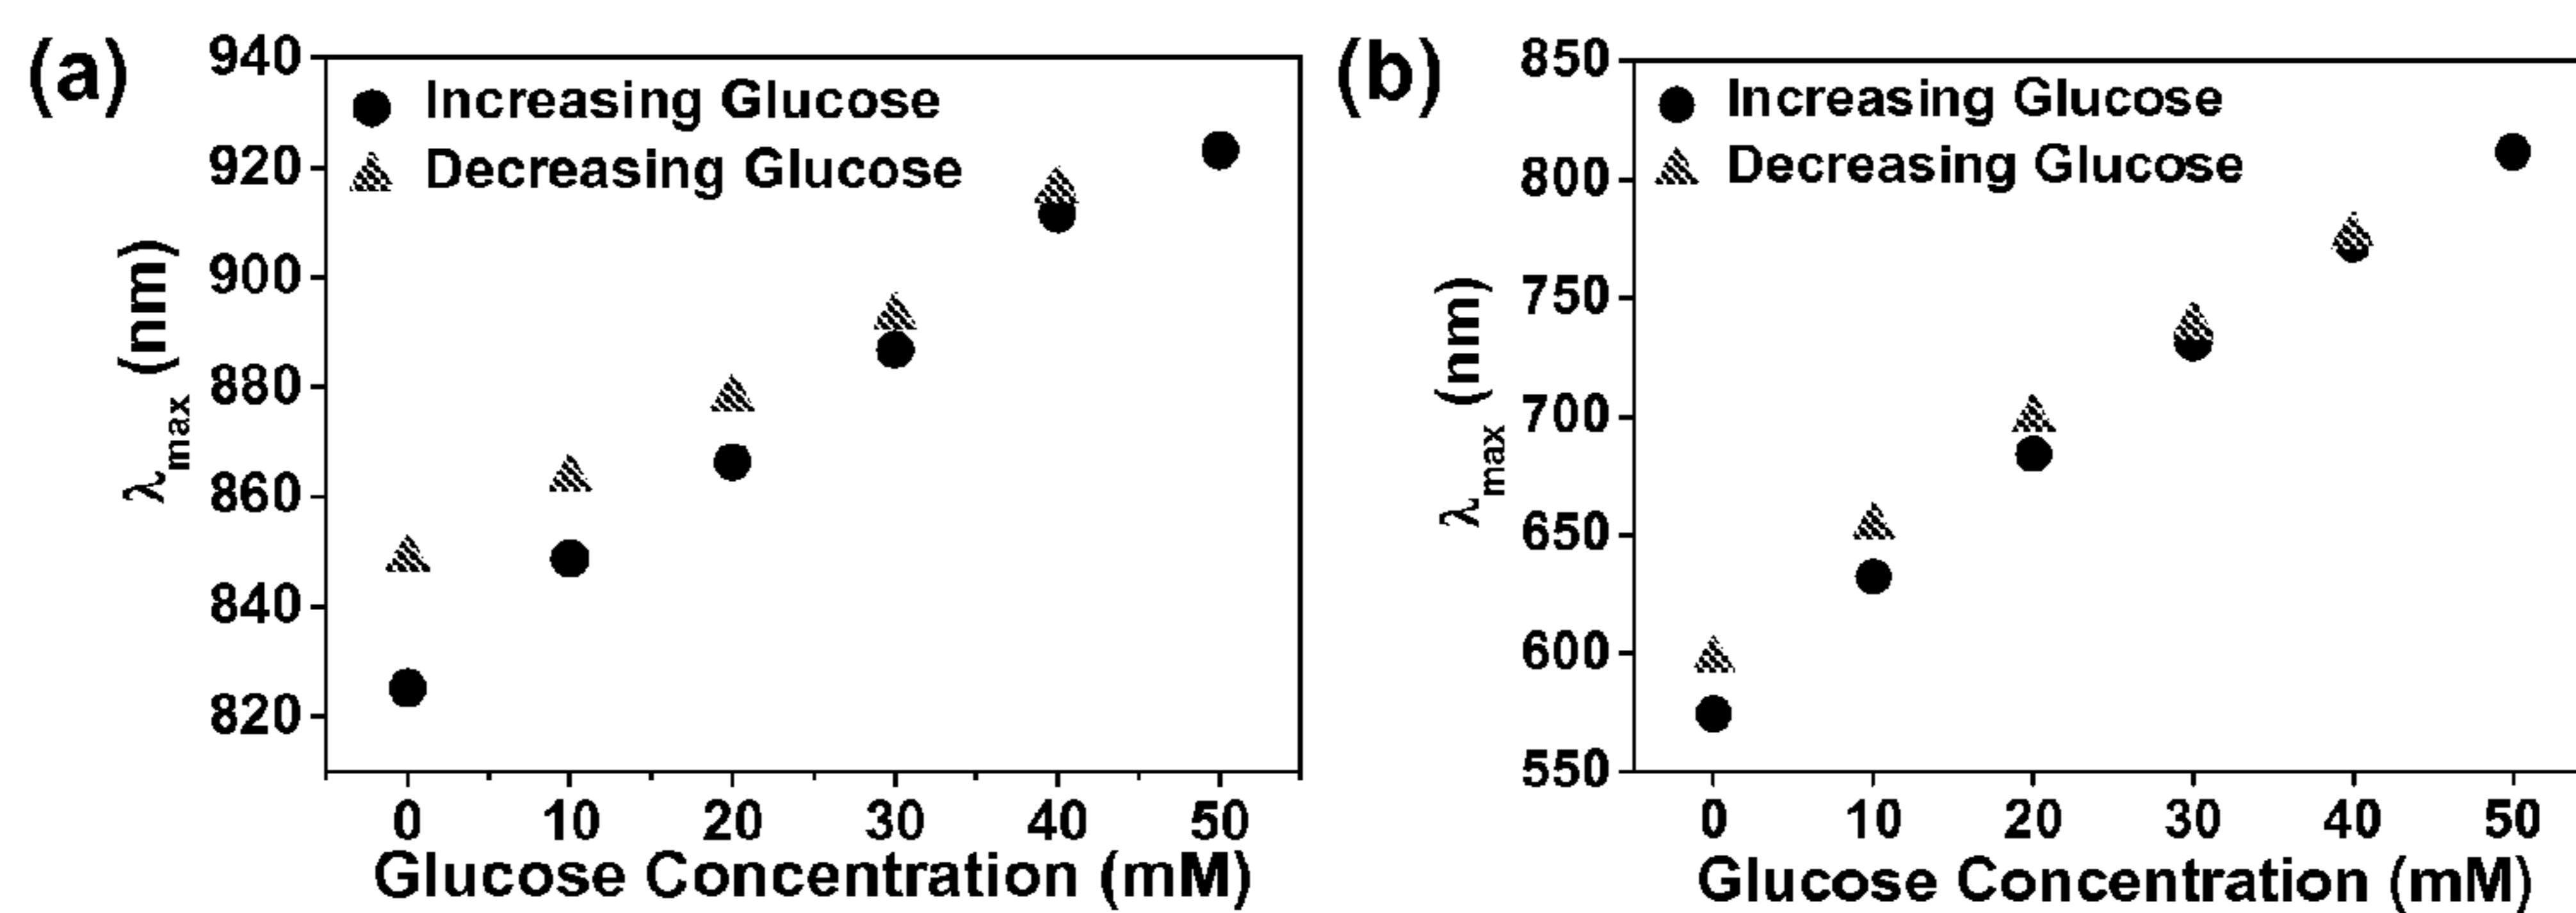 (a)
940
920
900
880
860
840
820
λmax (nm)
Increasing Glucose
Decreasing Glucose
0 10 20 30 40 50
Glucose Concentration (mM)
(b)
850
800
750
700
650
600
550
λmax (nm)
Increasing Glucose
Decreasing Glucose
0 10 20 30 40 50
Glucose Concentration (mM)